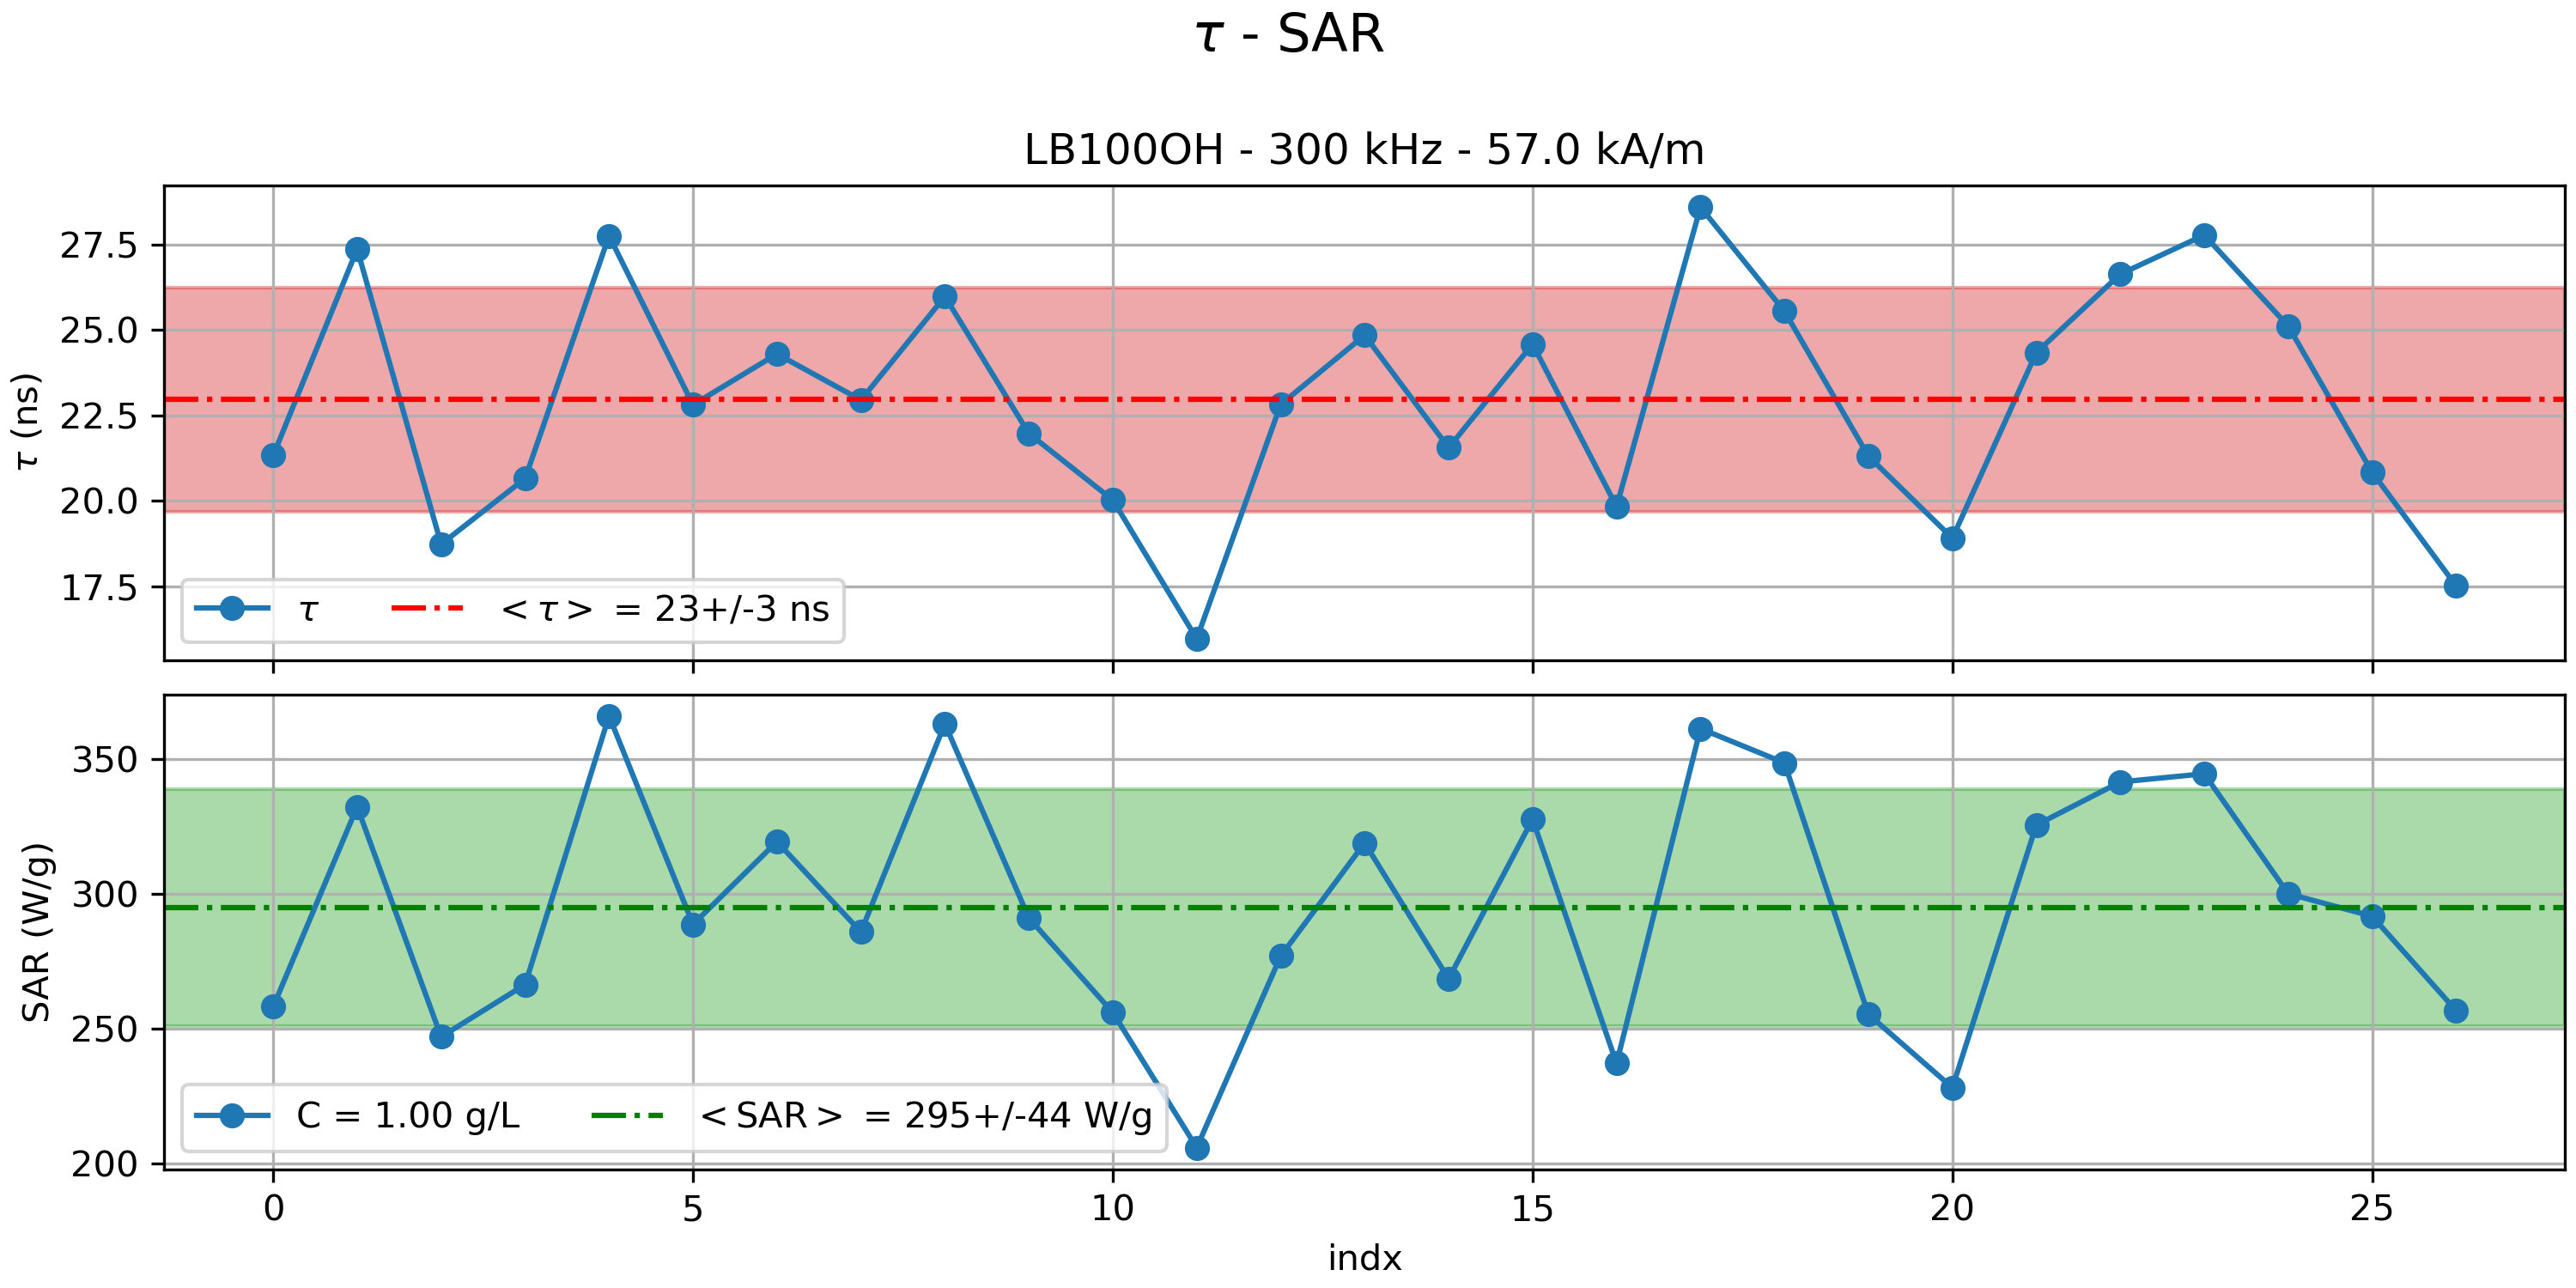 τ - SAR
LB100OH - 300 kHz - 57.0 kA/m
τ (ns)
27.5
25.0
22.5
20.0
17.5
τ
<τ> = 23+/-3 ns
SAR (W/g)
350
300
250
200
C = 1.00 g/L
<SAR> = 295+/-44 W/g
0 5 10 15 20 25
indx